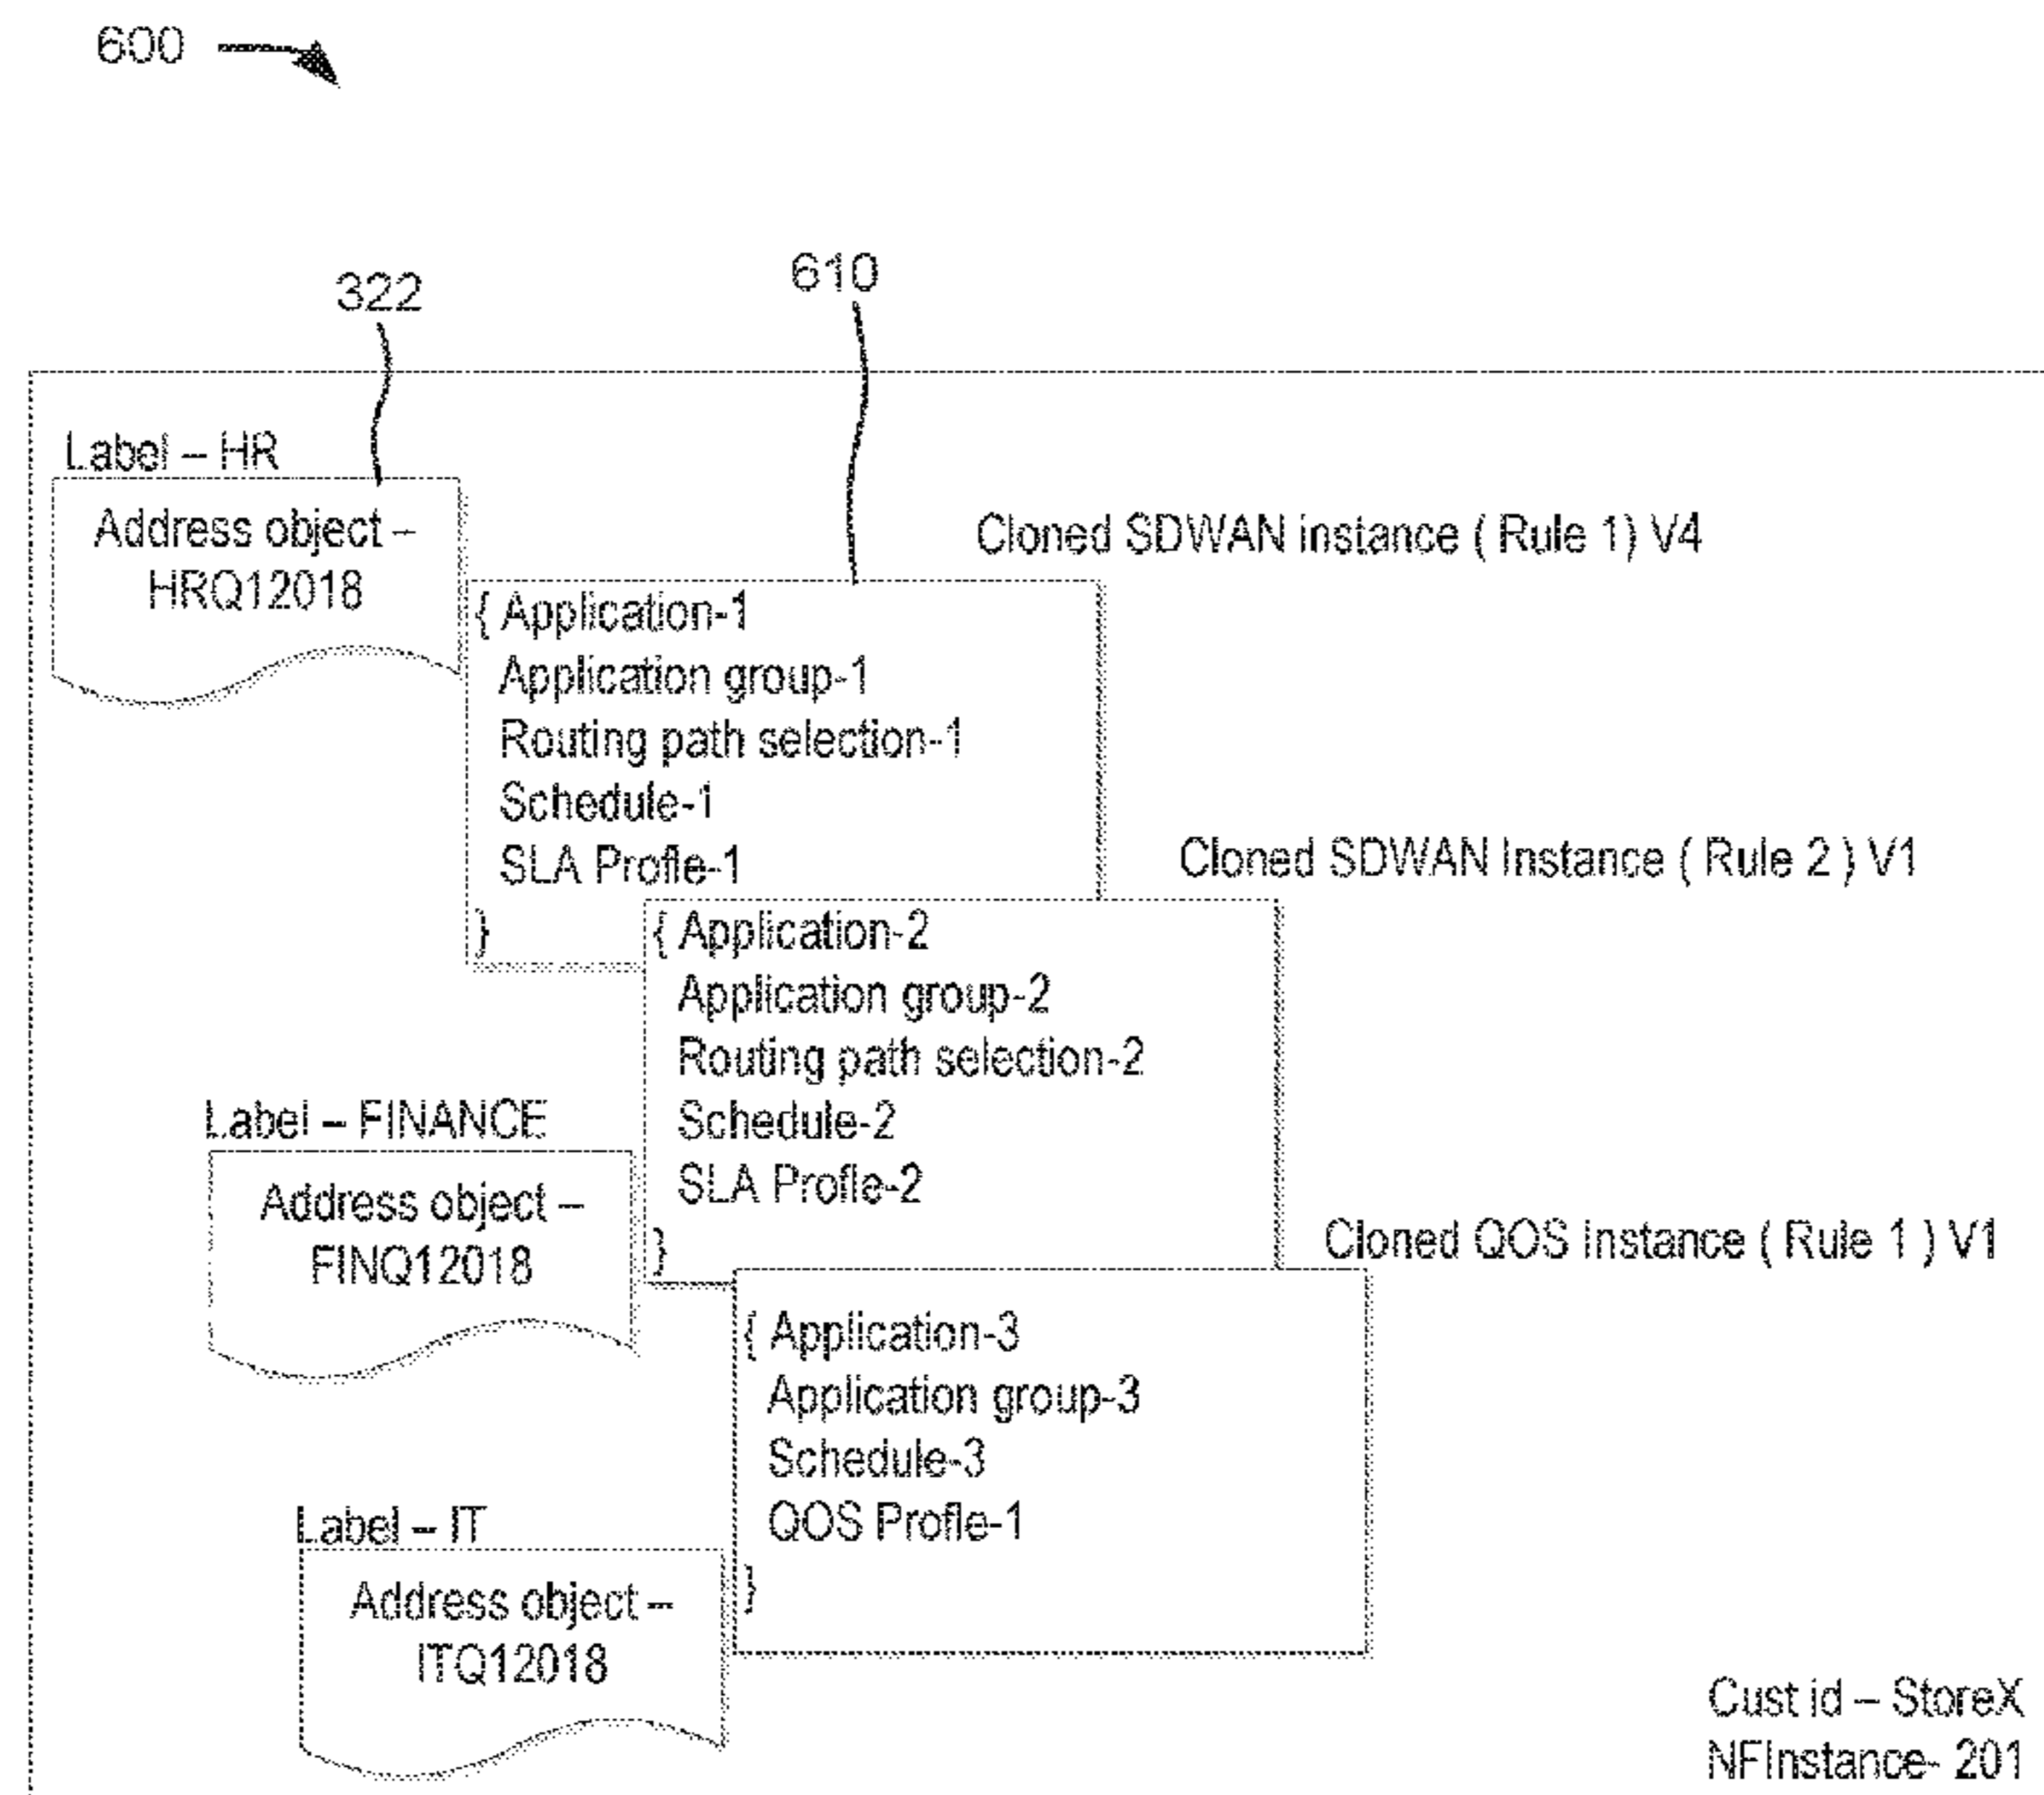 600
322
610
Label – HR
Address object –
HRQ12018
Cloned SDWAN instance ( Rule 1) V4
{ Application-1
Application group-1
Routing path selection-1
Schedule-1
SLA Profle-1
}
Cloned SDWAN Instance ( Rule 2 ) V1
{ Application-2
Application group-2
Routing path selection-2
Schedule-2
SLA Profle-2
}
Label – FINANCE
Address object –
FINQ12018
Cloned QOS instance ( Rule 1 ) V1
{ Application-3
Application group-3
Schedule-3
QOS Profle-1
}
Label – IT
Address object –
ITQ12018
Cust id – StoreX
NFInstance- 201